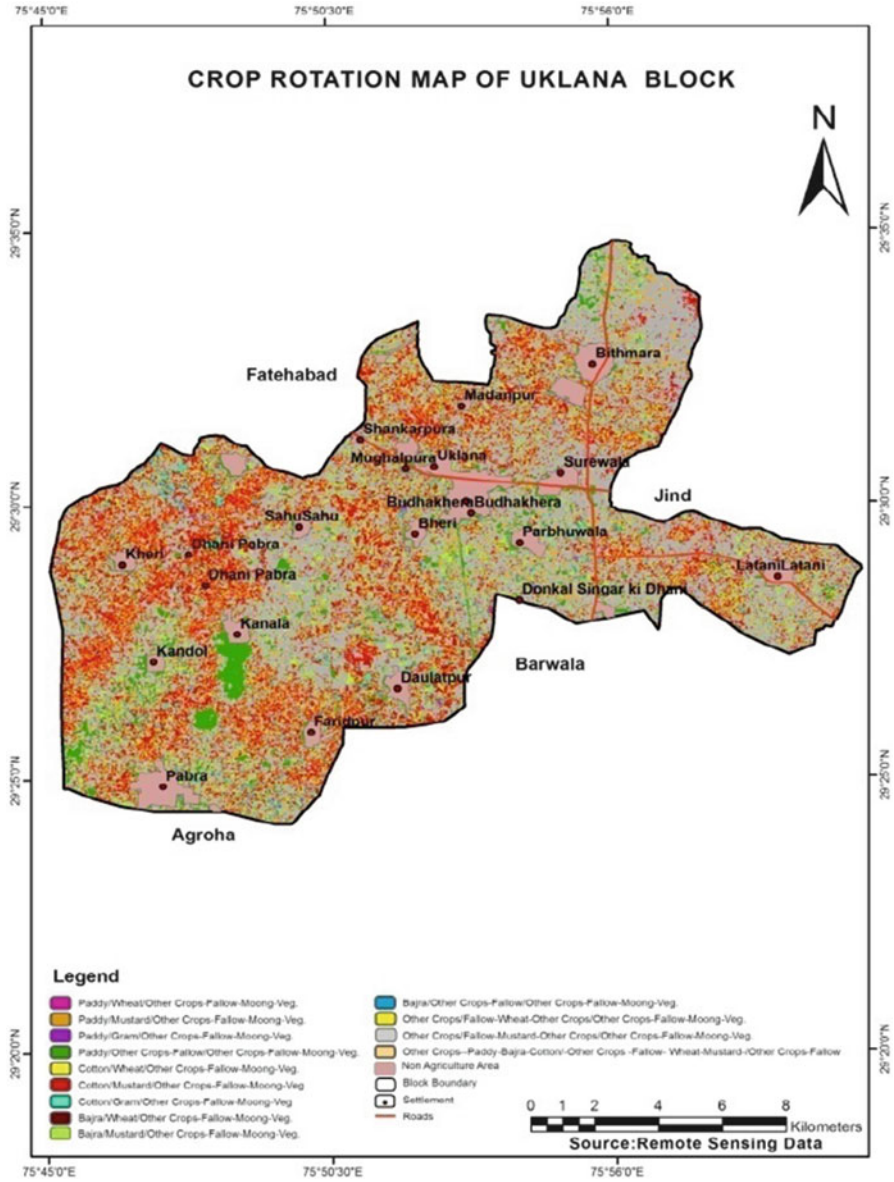 75°45'0"E 75°50'30"E 75°56'0"E
CROP ROTATION MAP OF UKLANA BLOCK
N
29°35'0"N 29°35'0"N
Bithmara
Fatehabad
Madanpur
Shankarpura
Mughalpura Uklana
Surewala
29°30'0"N 29°30'0"N
Jind
Budhakhera Budhakhera
SahuSahu
Bheri
Parbhuwala
Dhani Pabra
Kheri
LataniLatani
Dhani Pabra
Donkal Singar ki Dhani
Kanala
Kandol
Barwala
Daulatpur
Faridpur
29°25'0"N 29°25'0"N
Pabra
Agroha
Legend
Paddy/Wheat/Other Crops-Fallow-Moong-Veg.
Paddy/Mustard/Other Crops-Fallow-Moong-Veg.
Paddy/Gram/Other Crops-Fallow-Moong-Veg.
Paddy/Other Crops-Fallow/Other Crops-Fallow-Moong-Veg.
Cotton/Wheat/Other Crops-Fallow-Moong-Veg.
Cotton/Mustard/Other Crops-Fallow-Moong-Veg
Cotton/Gram/Other Crops-Fallow-Moong-Veg
Bajra/Wheat/Other Crops-Fallow-Moong-Veg.
Bajra/Mustard/Other Crops-Fallow-Moong-Veg.
Bajra/Other Crops-Fallow/Other Crops-Fallow-Moong-Veg.
Other Crops/Fallow-Wheat-Other Crops/Other Crops-Fallow-Moong-Veg.
Other Crops/Fallow-Mustard-Other Crops/Other Crops-Fallow-Moong-Veg.
Other Crops--Paddy-Bajra-Cotton/-Other Crops -Fallow- Wheat-Mustard-/Other Crops-Fallow
Non Agriculture Area
Block Boundary
Settlement
Roads
29°20'0"N 29°20'0"N
0 1 2 4 6 8
Kilometers
Source:Remote Sensing Data
75°45'0"E 75°50'30"E 75°56'0"E